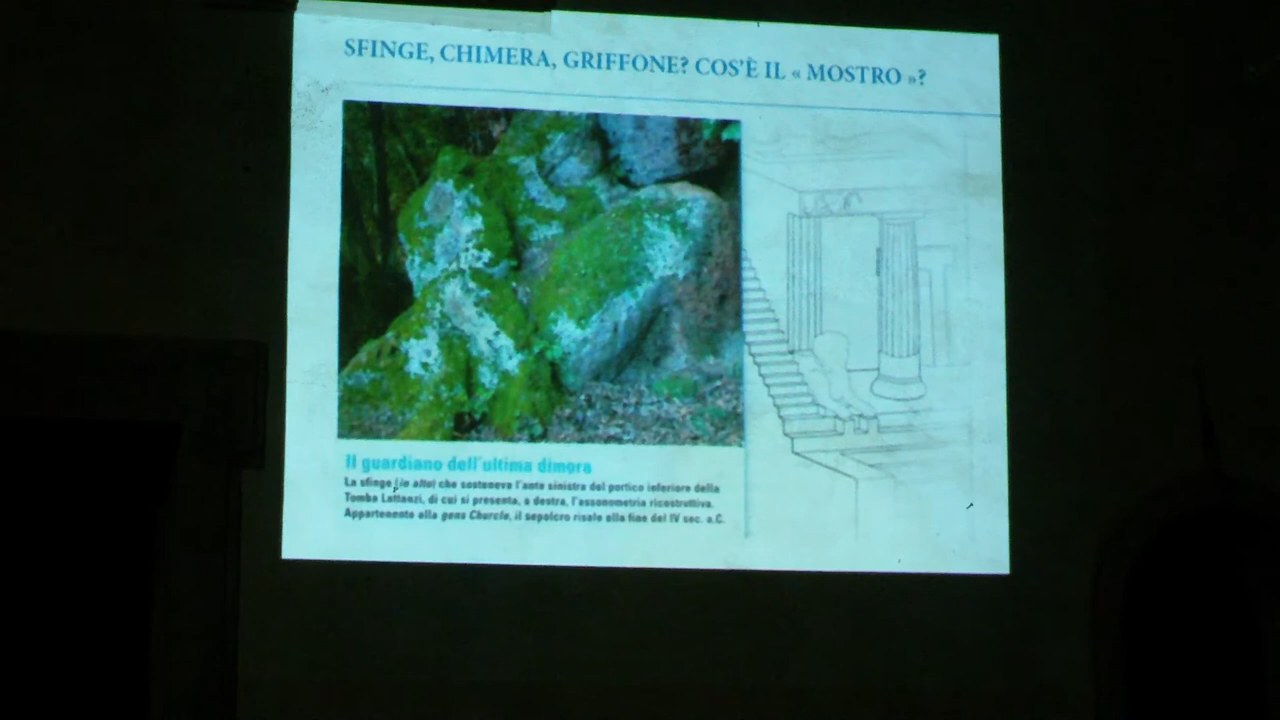 SFINGE, CHIMERA, GRIFFONE? COS'È IL « MOSTRO »?
Il guardiano dell'ultima dimora
La sfinge (in alto) che sosteneva l'anta sinistra del portico inferiore della
Tomba Lattanzi, di cui si presenta, a destra, l'assonometria ricostruttiva.
Appartenente alla gens Churcle, il sepolcro risale alla fine del IV sec. a.C.